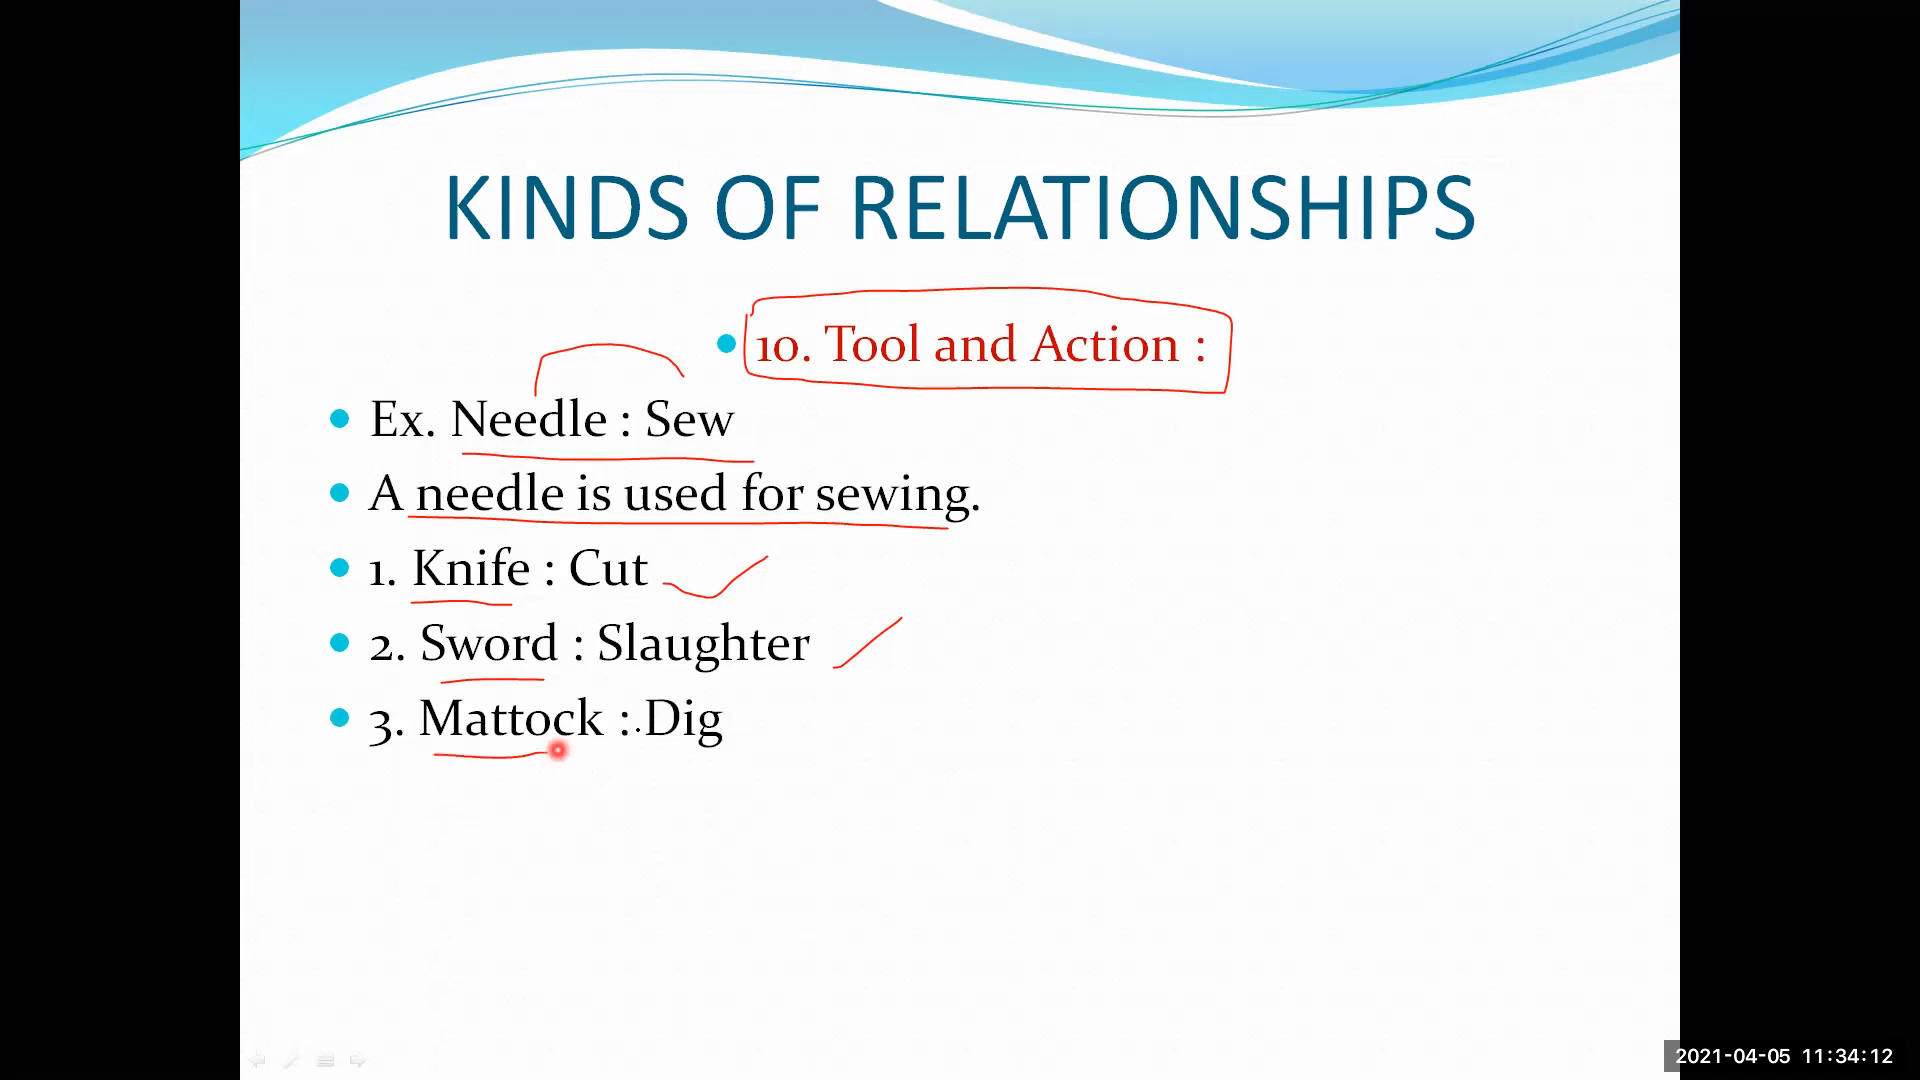 KINDS OF RELATIONSHIPS
10. Tool and Action :
Ex. Needle : Sew
A needle is used for sewing.
1. Knife : Cut
2. Sword : Slaughter
3. Mattock : Dig
2021-04-05 11:34:12